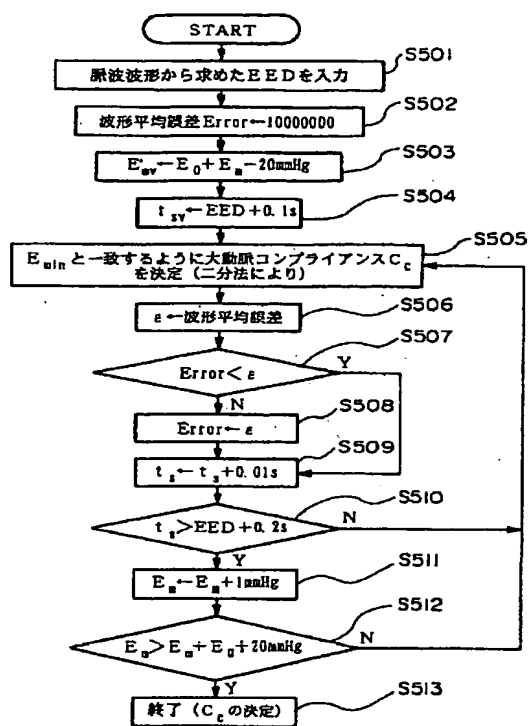 START
S501
脈波波形から求めたEEDを入力
S502
波形平均誤差Error←10000000
S503
E'mv←E0+Em−20mmHg
S504
tsv←EED+0.1s
S505
Eminと一致するように大動脈コンプライアンスCc
を決定(二分法により)
S506
ε←波形平均誤差
S507
Error<ε
Y
N
S508
Error←ε
S509
ts←ts+0.01s
S510
ts>EED+0.2s
N
Y
S511
Em←Em+1mmHg
S512
Em>Em+E0+20mmHg
N
Y
S513
終了(Ccの決定)